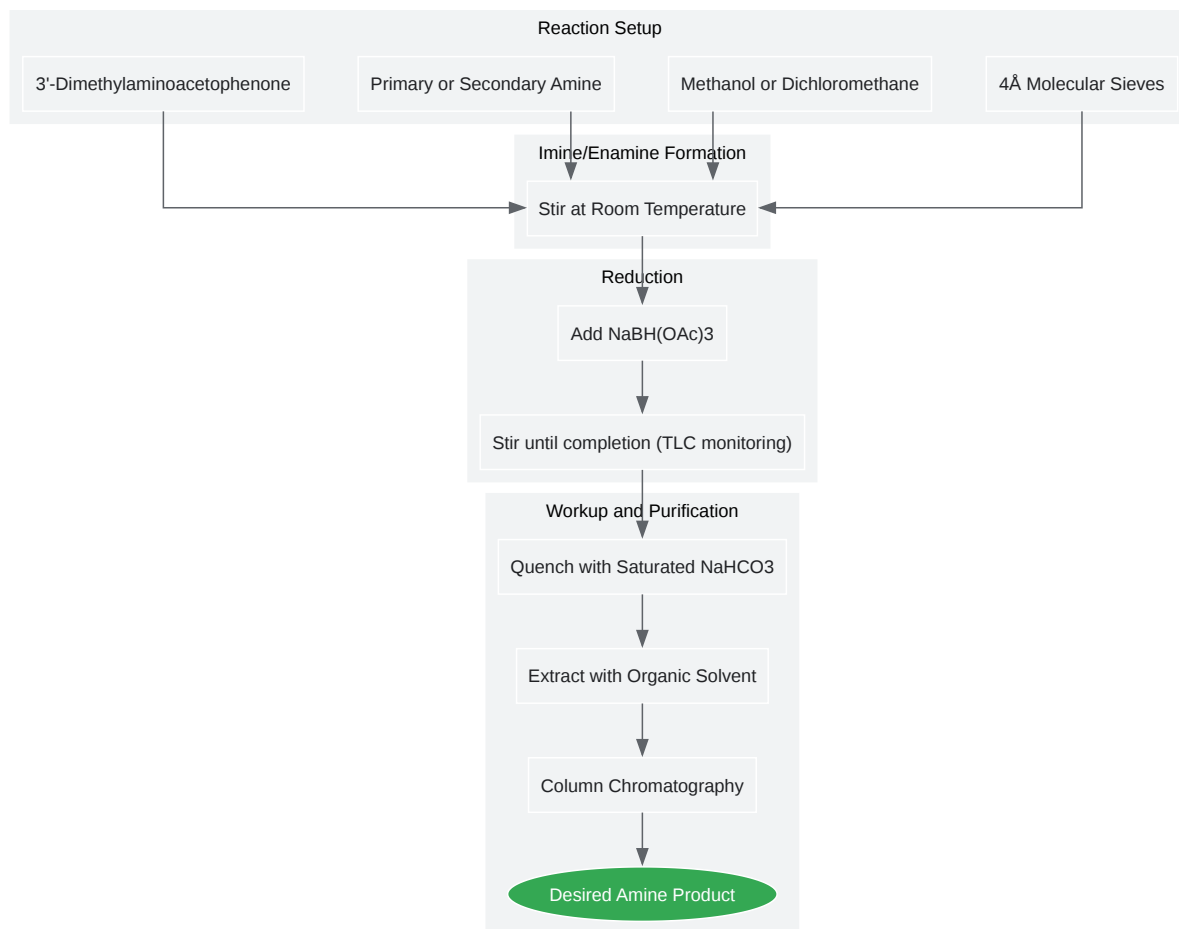 Reaction Setup
3'-Dimethylaminoacetophenone
Primary or Secondary Amine
Methanol or Dichloromethane
4Å Molecular Sieves
Imine/Enamine Formation
Stir at Room Temperature
Reduction
Add NaBH(OAc)3
Stir until completion (TLC monitoring)
Workup and Purification
Quench with Saturated NaHCO3
Extract with Organic Solvent
Column Chromatography
Desired Amine Product